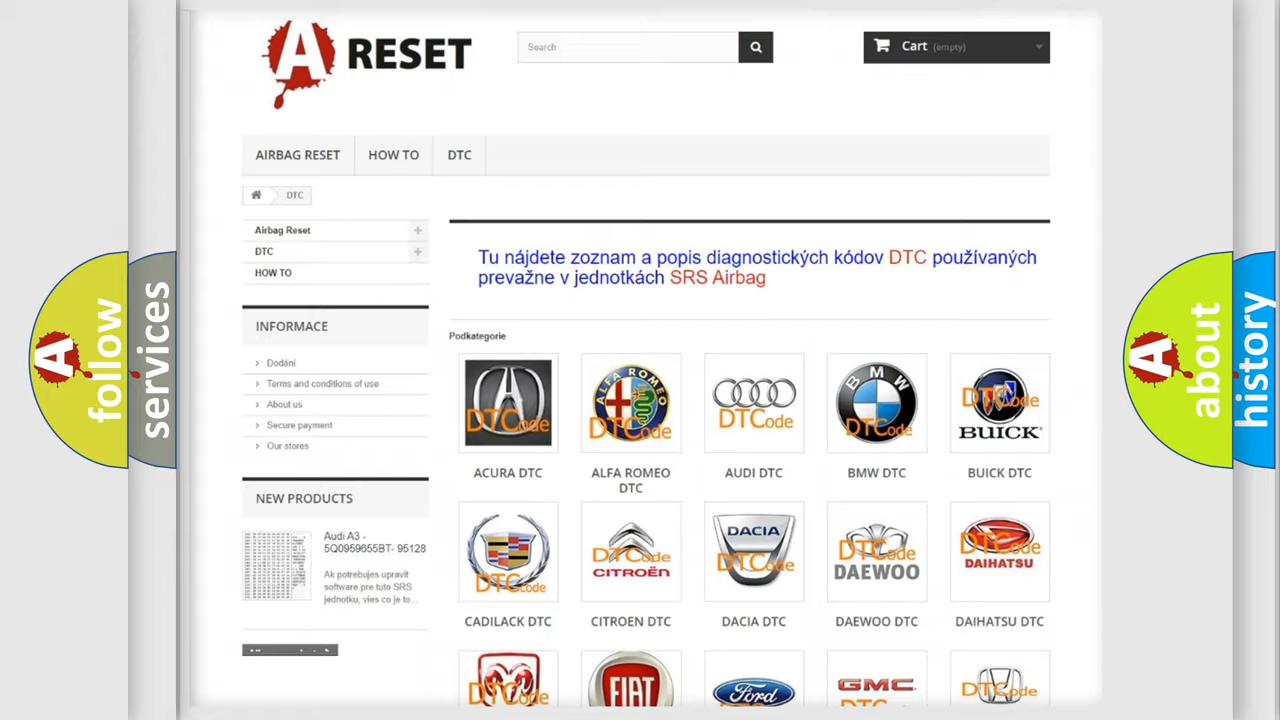 A RESET
Search
Cart (empty)
AIRBAG RESET
HOW TO
DTC
DTC
Airbag Reset
DTC
HOW TO
INFORMACE
Dodání
Terms and conditions of use
About us
Secure payment
Our stores
NEW PRODUCTS
Audi A3 -
5Q0959655BT- 95128
Ak potrebujes upravit
software pre tuto SRS
jednotku, vies co je to...
Tu nájdete zoznam a popis diagnostických kódov DTC používaných
prevažne v jednotkách SRS Airbag
Podkategorie
DTCode
ALFA ROMEO
DTCode
DTCode
BMW
DTCode
DTCode
BUICK
ACURA DTC
ALFA ROMEO
DTC
AUDI DTC
BMW DTC
BUICK DTC
DTCode
DTCode
CITROËN
DACIA
DTCode
DTCode
DAEWOO
DTCode
DAIHATSU
CADILACK DTC
CITROEN DTC
DACIA DTC
DAEWOO DTC
DAIHATSU DTC
DTCode
FIAT
Ford
GMC
DTCode
A follow
services
A about
history